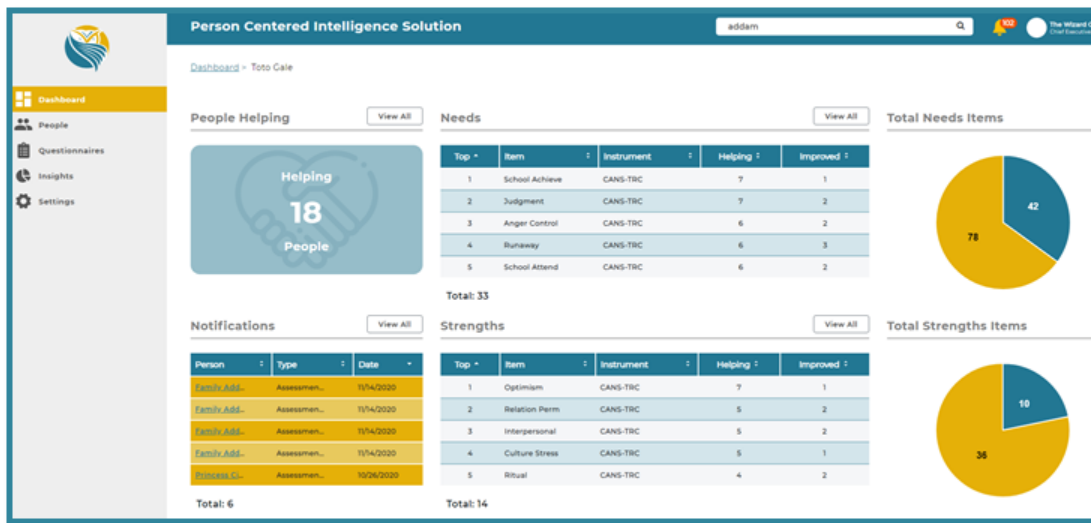 Person Centered Intelligence Solution
addam
102
The Wizard
Chief Executive
Dashboard > Toto Gale
Dashboard
People
Questionnaires
Insights
Settings
People Helping View All
Helping
18
People
Needs View All
Top Item Instrument Helping Improved
1 School Achieve CANS-TRC 7 1
2 Judgment CANS-TRC 7 2
3 Anger Control CANS-TRC 6 2
4 Runaway CANS-TRC 6 3
5 School Attend CANS-TRC 6 2
Total: 33
Total Needs Items
42
78
Notifications View All
Person Type Date
Family Add... Assessmen... 11/14/2020
Family Add... Assessmen... 11/14/2020
Family Add... Assessmen... 11/14/2020
Family Add... Assessmen... 11/14/2020
Princess Ci... Assessmen... 10/26/2020
Total: 6
Strengths View All
Top Item Instrument Helping Improved
1 Optimism CANS-TRC 7 1
2 Relation Perm CANS-TRC 5 2
3 Interpersonal CANS-TRC 5 2
4 Culture Stress CANS-TRC 5 1
5 Ritual CANS-TRC 4 2
Total: 14
Total Strengths Items
10
36